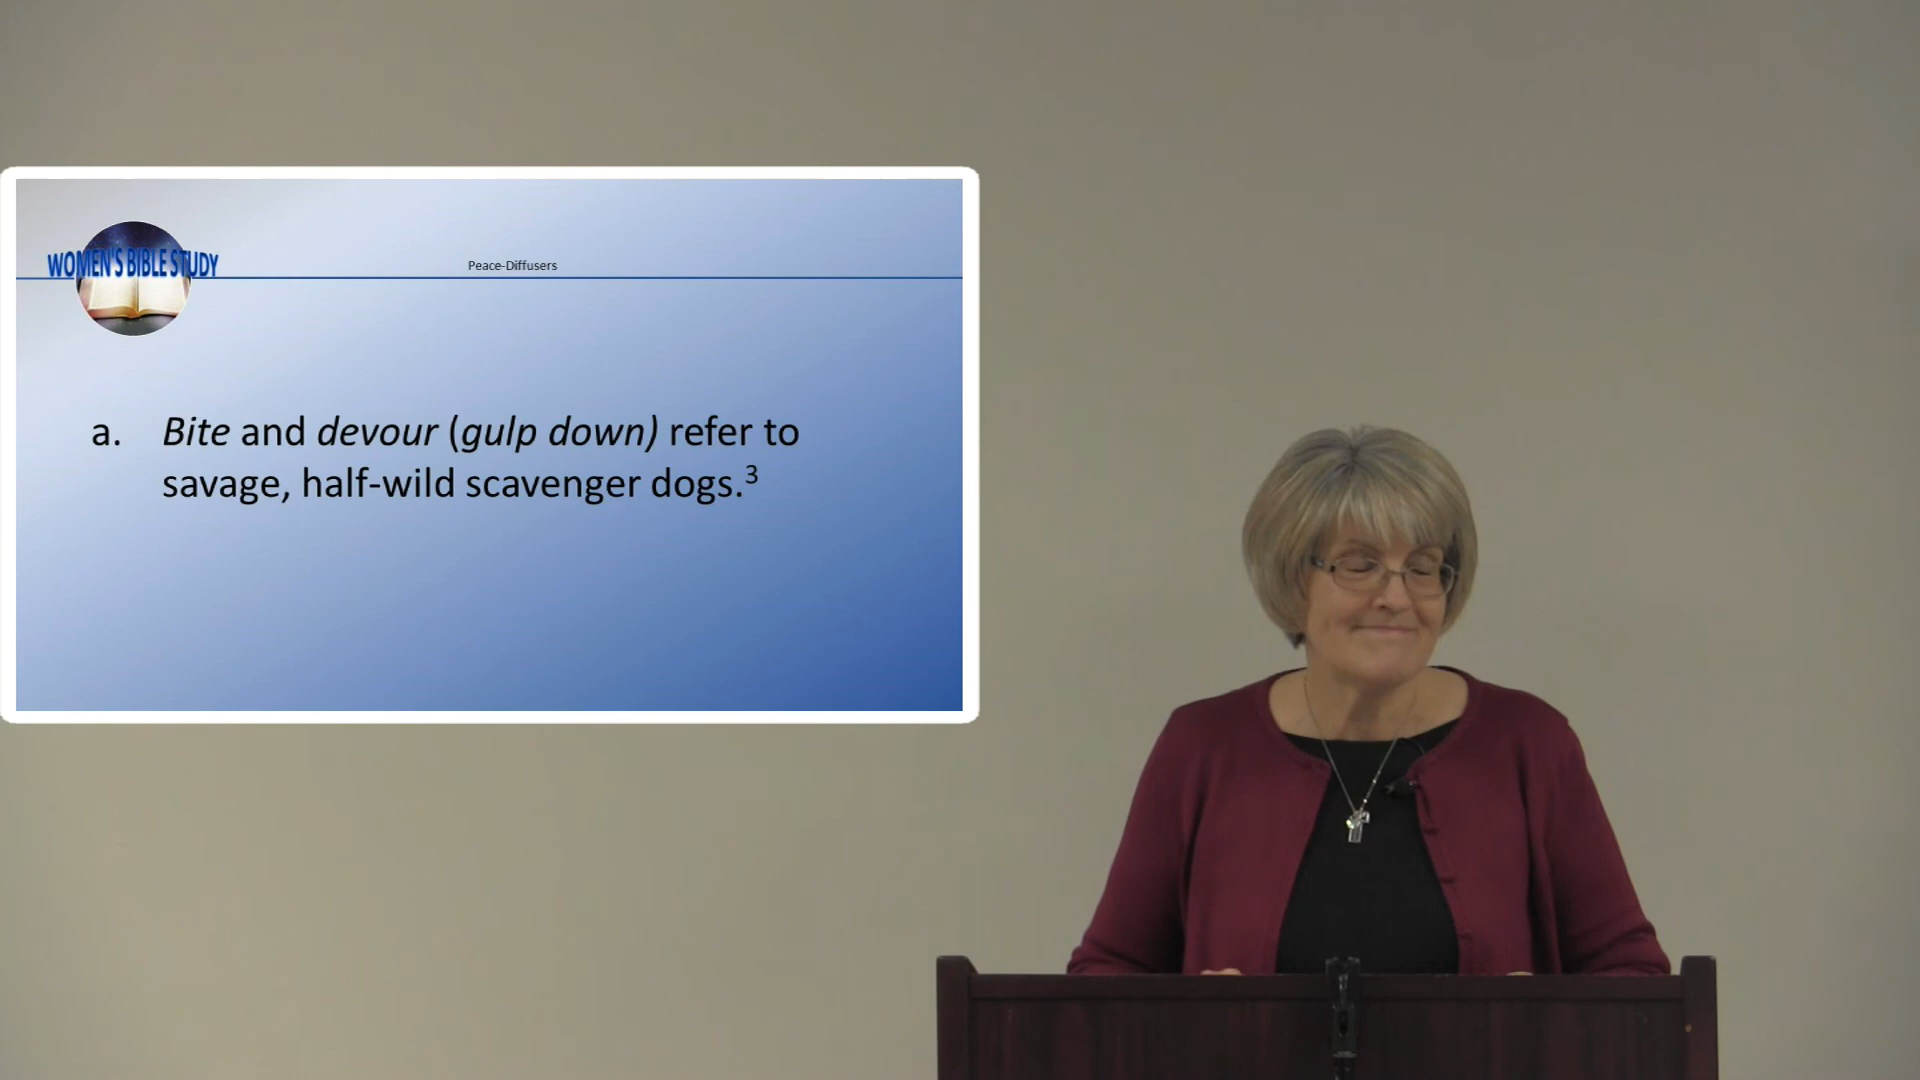 WOMEN'S BIBLE STUDY
Peace-Diffusers
a. Bite and devour (gulp down) refer to
savage, half-wild scavenger dogs.³